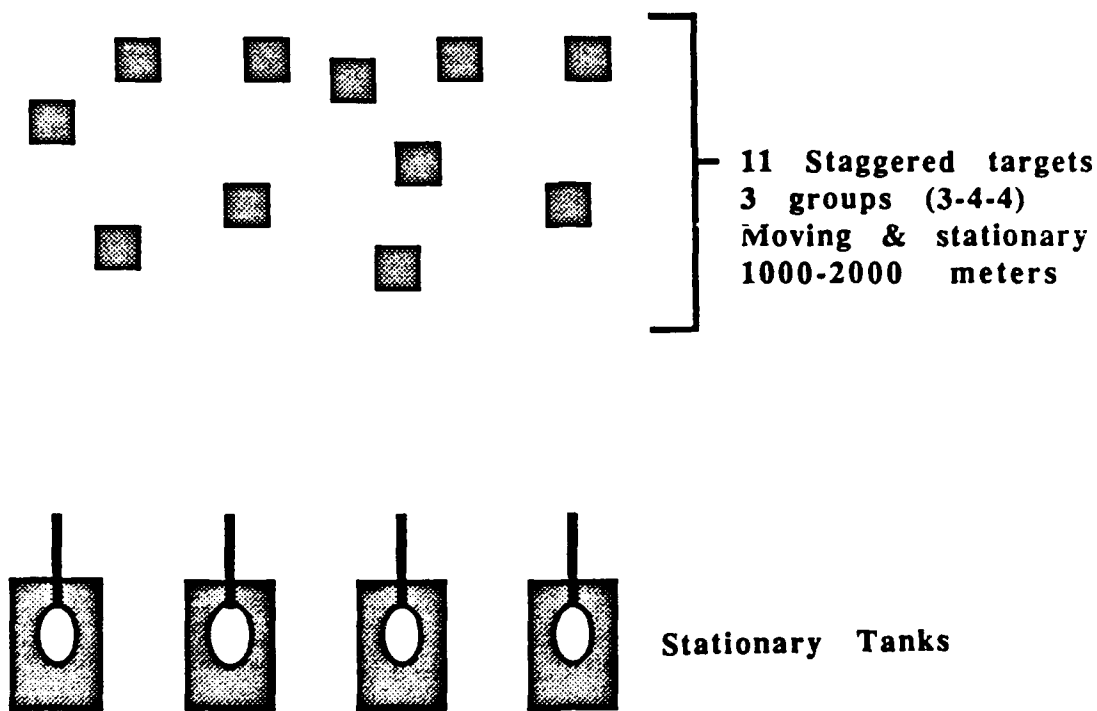 11 Staggered targets
3 groups (3-4-4)
Moving & stationary
1000-2000 meters
Stationary Tanks